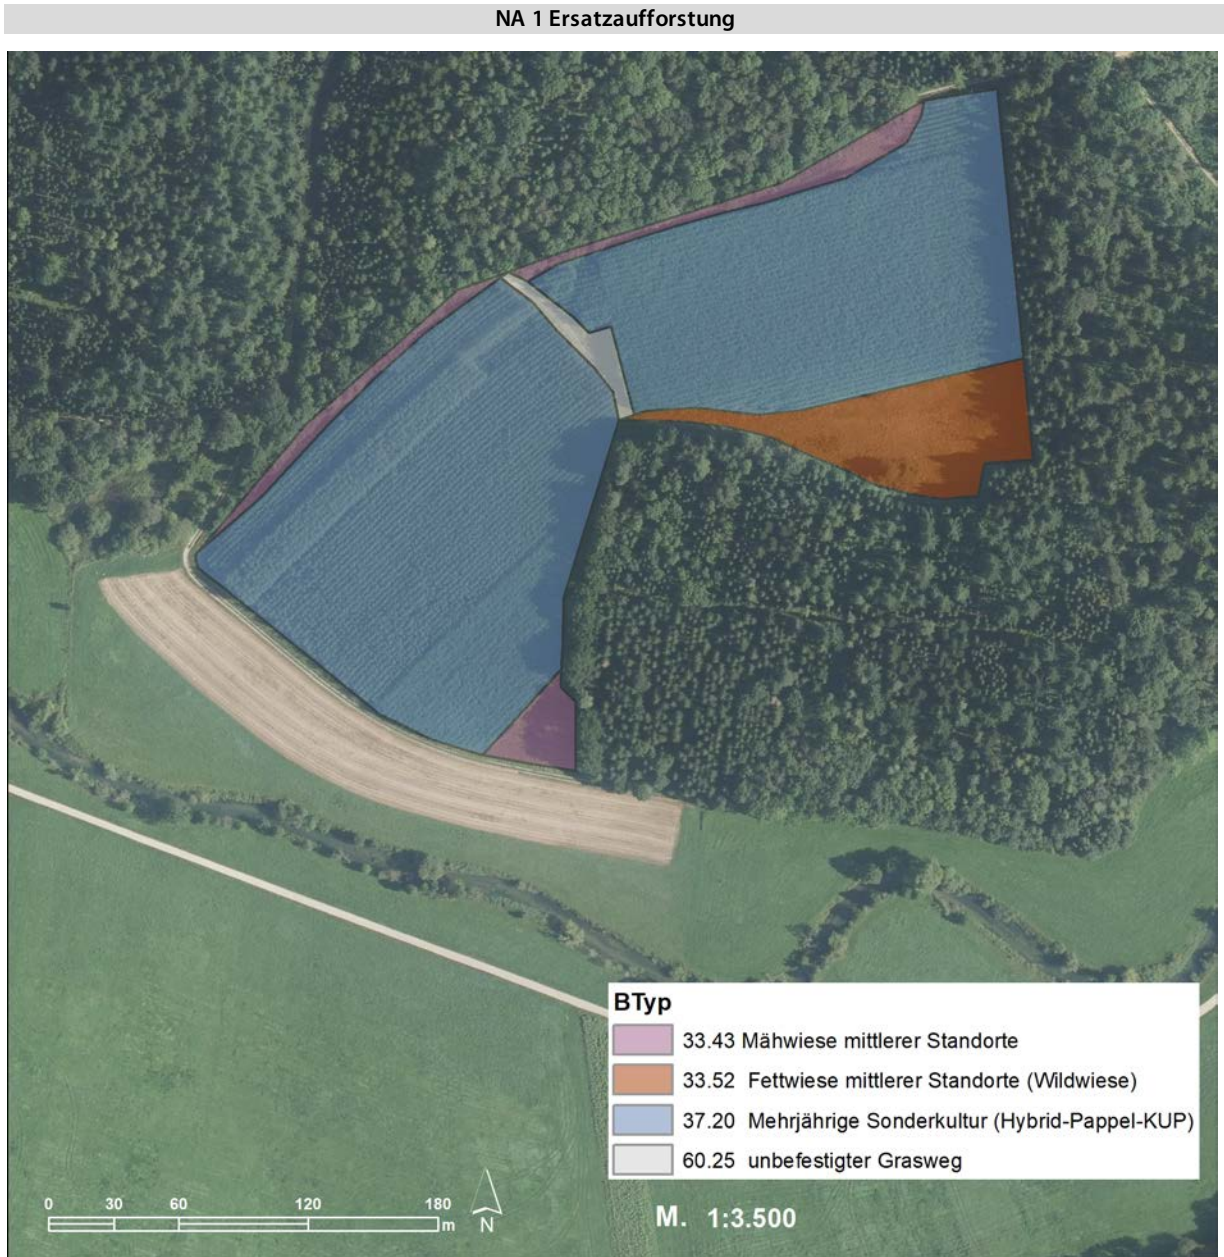 NA 1 Ersatzaufforstung
BTyp
33.43 Mähwiese mittlerer Standorte
33.52 Fettwiese mittlerer Standorte (Wildwiese)
37.20 Mehrjährige Sonderkultur (Hybrid-Pappel-KUP)
60.25 unbefestigter Grasweg
0 30 60 120 180
m
N
M. 1:3.500